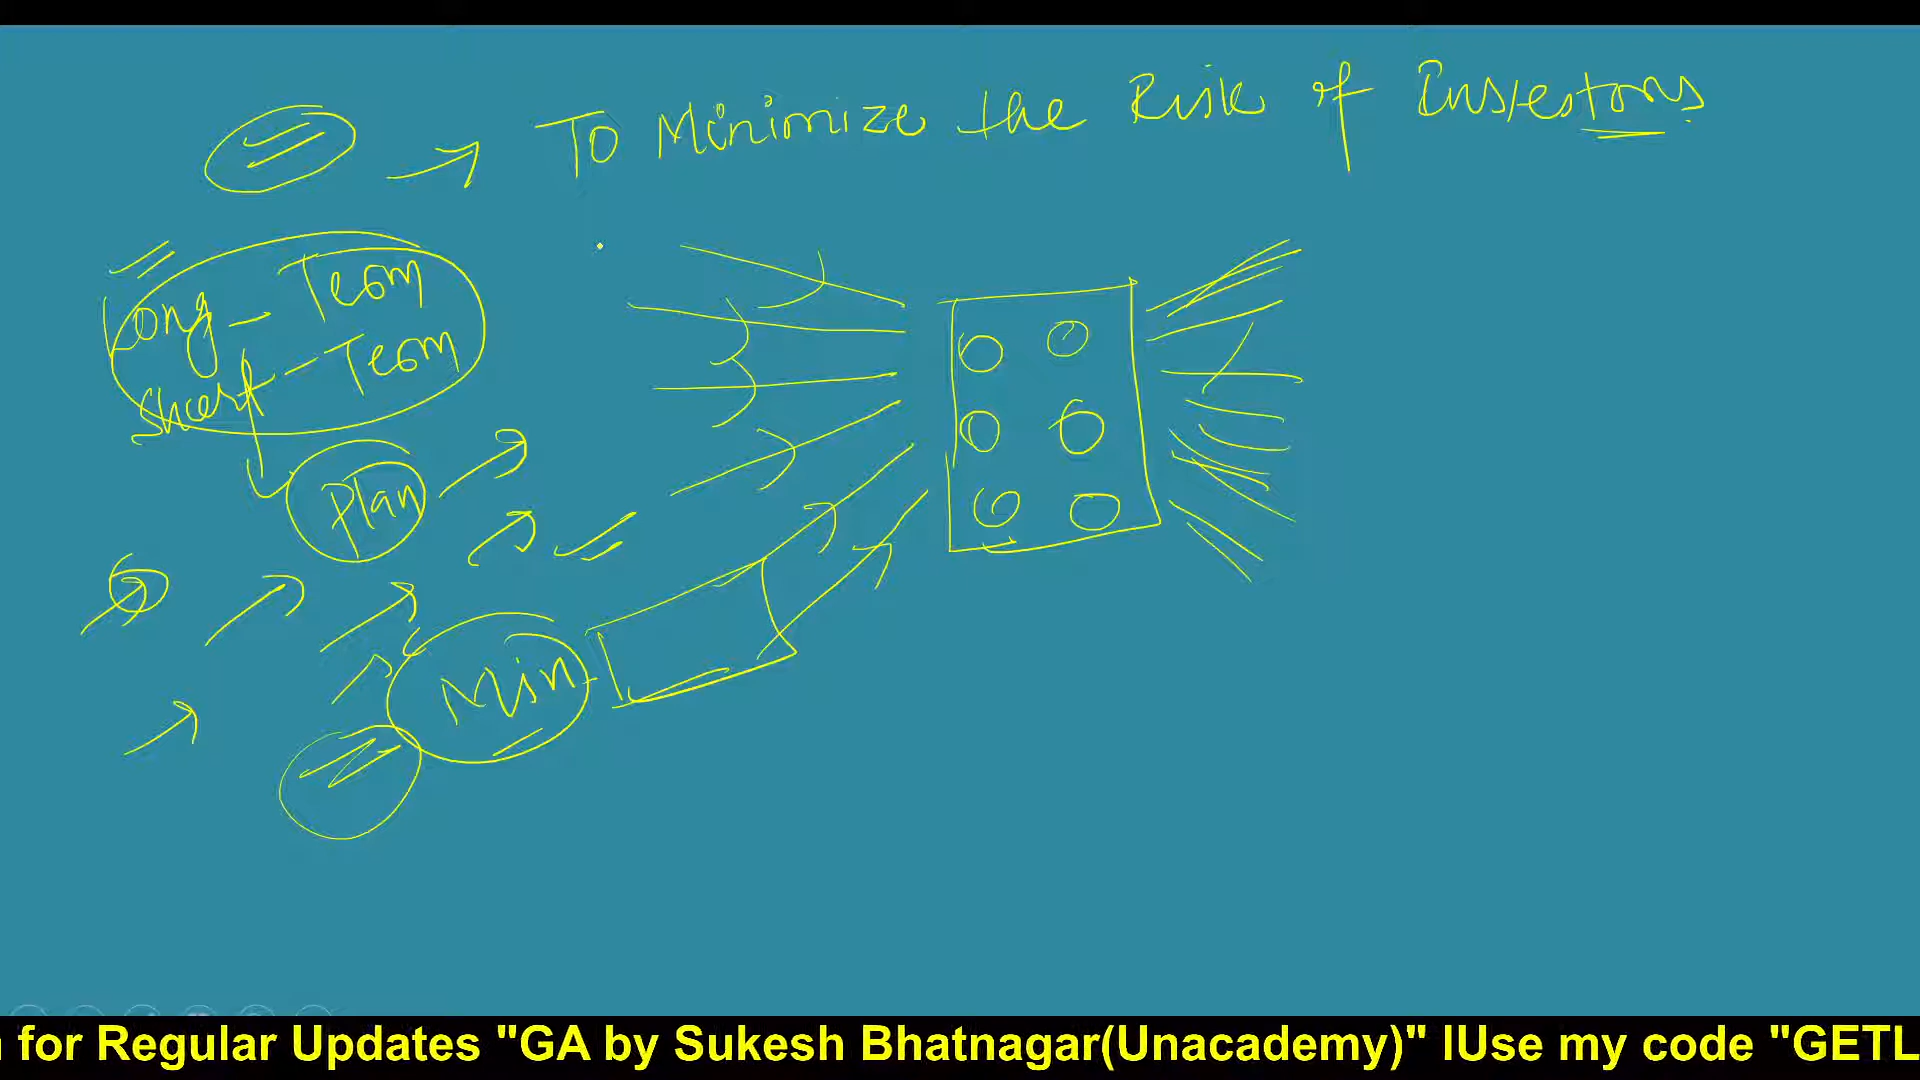 To Minimize the Risk of Investors
Long-Term
Short-Term
Plan
Min
for Regular Updates "GA by Sukesh Bhatnagar(Unacademy)" lUse my code "GETL